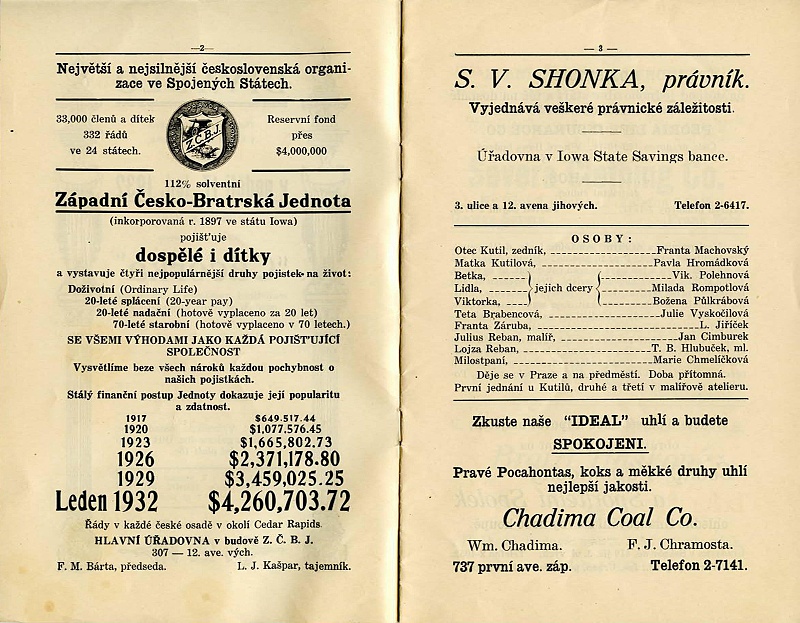 —2—
Největší a nejsilnější československá organi-
zace ve Spojených Státech.
33,000 členů a dítek
332 řádů
ve 24 státech.
Z.Č.B.J.
Reservní fond
přes
$4,000,000
112% solventní
Západní Česko-Bratrská Jednota
(inkorporovaná r. 1897 ve státu Iowa)
pojišťuje
dospělé i dítky
a vystavuje čtyři nejpopulárnější druhy pojistek na život:
Doživotní (Ordinary Life)
20-leté splácení (20-year pay)
20-leté nadační (hotově vyplaceno za 20 let)
70-leté starobní (hotově vyplaceno v 70 letech.)
SE VŠEMI VÝHODAMI JAKO KAŽDÁ POJIŠŤUJÍCÍ
SPOLEČNOST
Vysvětlíme beze všech nároků každou pochybnost o
našich pojistkách.
Stálý finanční postup Jednoty dokazuje její popularitu
a zdatnost.
1917 $649.517.44
1920 $1,077,576.45
1923 $1,665,802.73
1926 $2,371,178.80
1929 $3,459,025.25
Leden 1932 $4,260,703.72
Řády v každé české osadě v okolí Cedar Rapids.
HLAVNÍ ÚŘADOVNA v budově Z. Č. B. J.
307 — 12. ave. vých.
F. M. Bárta, předseda. L. J. Kašpar, tajemník.
— 3 —
S. V. SHONKA, právník.
Vyjednává veškeré právnické záležitosti.
Úřadovna v Iowa State Savings bance.
3. ulice a 12. avena jihových. Telefon 2-6417.
OSOBY:
Otec Kutil, zedník, Franta Machovský
Matka Kutilová, Pavla Hromádková
Betka, Vik. Polehnová
Lidla, jejich dcery Milada Rompotlová
Viktorka, Božena Půlkrábová
Teta Brabencová, Julie Vyskočilová
Franta Záruba, L. Jiříček
Julius Reban, malíř, Jan Cimburek
Lojza Reban, T. B. Hlubuček, ml.
Milostpaní, Marie Chmelíčková
Děje se v Praze a na předměstí. Doba přítomná.
První jednání u Kutilů, druhé a třetí v malířově atelieru.
Zkuste naše “IDEAL” uhlí a budete
SPOKOJENI.
Pravé Pocahontas, koks a měkké druhy uhlí
nejlepší jakosti.
Chadima Coal Co.
Wm. Chadima. F. J. Chramosta.
737 první ave. záp. Telefon 2-7141.